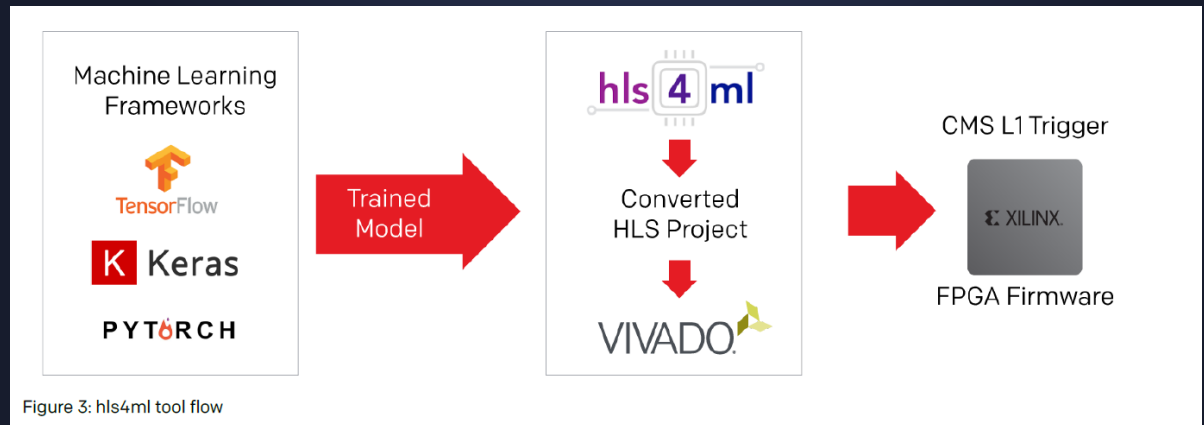 Machine Learning
Frameworks
TensorFlow
K Keras
PYTORCH
Trained
Model
hls 4 ml
Converted
HLS Project
VIVADO.
CMS L1 Trigger
XILINX.
FPGA Firmware
Figure 3: hls4ml tool flow